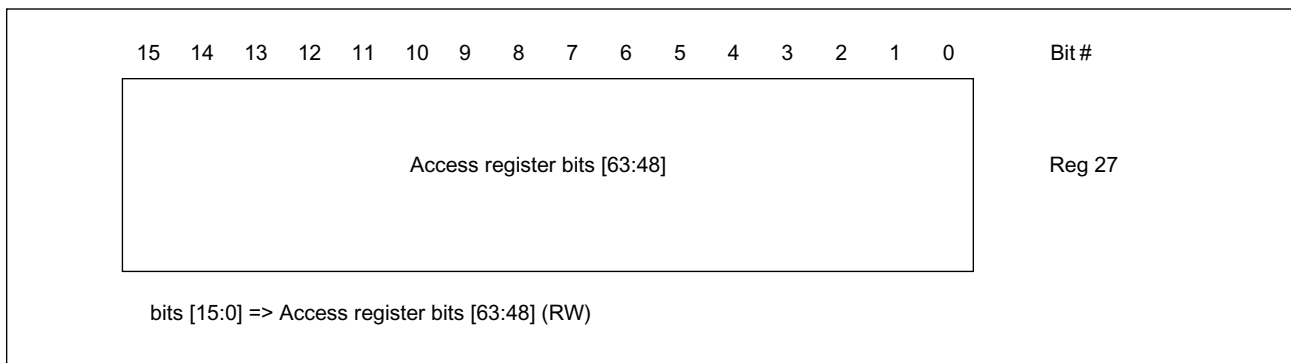 15 14 13 12 11 10 9 8 7 6 5 4 3 2 1 0 Bit #
Access register bits [63:48] Reg 27
bits [15:0] => Access register bits [63:48] (RW)